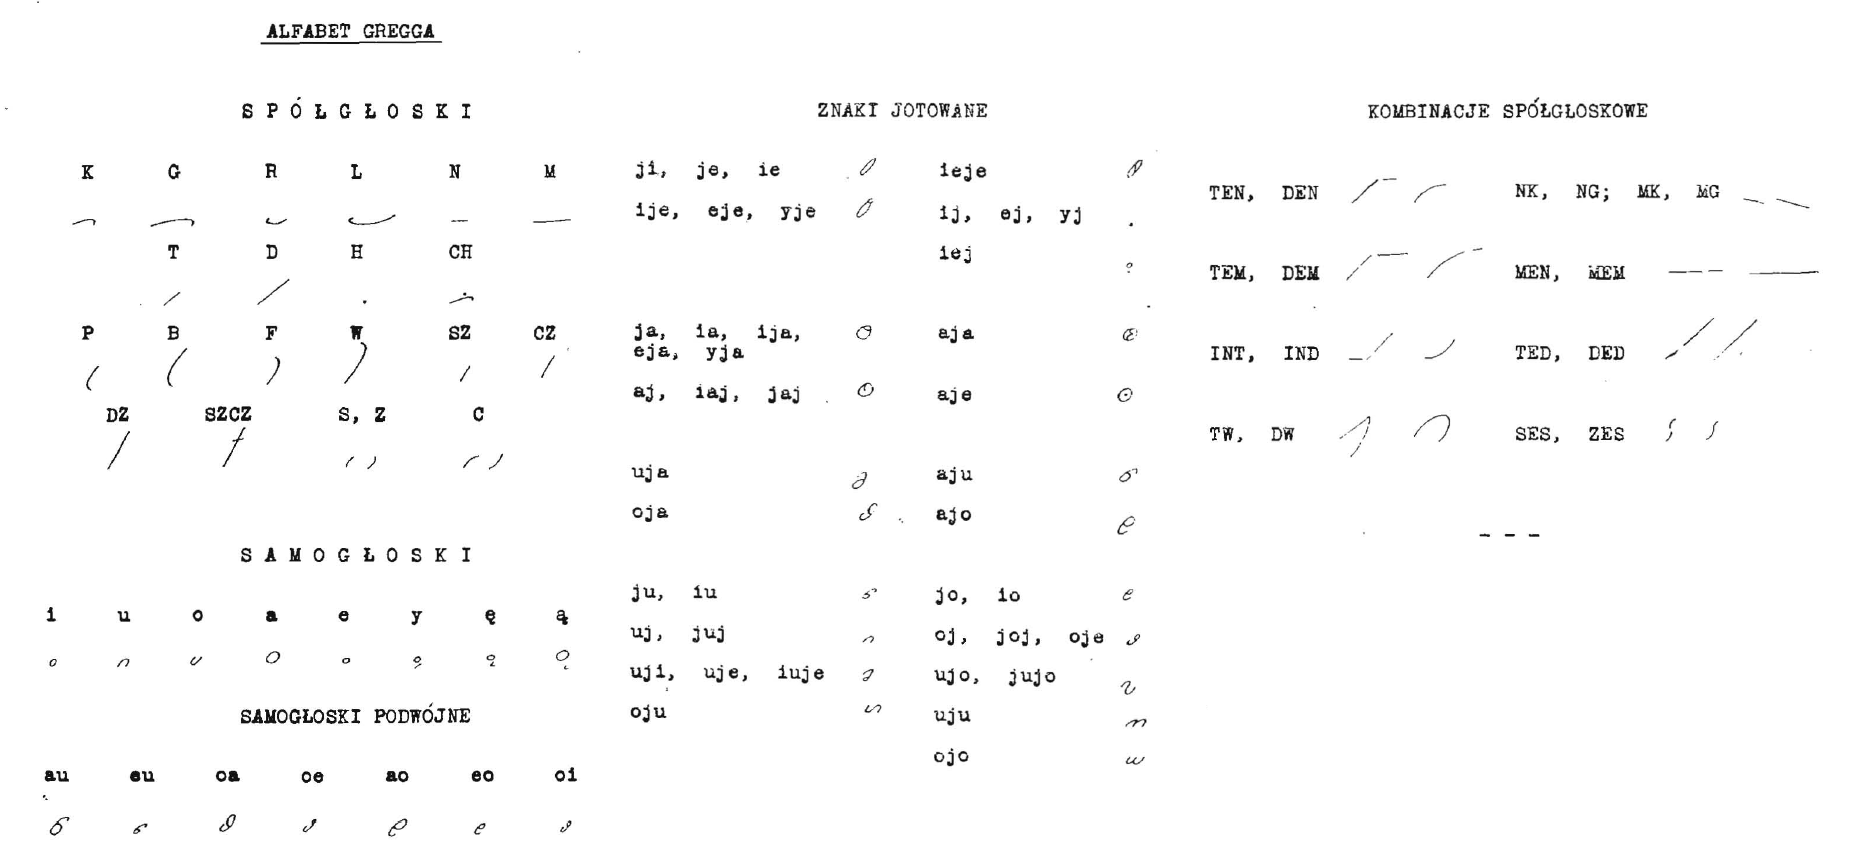 ALFABET GREGGA
S P Ó Ł G Ł O S K I
K G R L N M
T D H CH
P B F W SZ CZ
DZ SZCZ S, Z C
S A M O G Ł O S K I
i u o a e y ę ą
SAMOGŁOSKI PODWÓJNE
au eu oa oe ao eo oi
ZNAKI JOTOWANE
ji, je, ie ieje
ije, eje, yje ij, ej, yj
iej
ja, ia, ija, aja
eja, yja
aj, iaj, jaj aje
uja aju
oja ajo
ju, iu jo, io
uj, juj oj, joj, oje
uji, uje, iuje ujo, jujo
oju uju
ojo
KOMBINACJE SPÓŁGŁOSKOWE
TEN, DEN NK, NG; MK, MG
TEM, DEM MEN, MEM
INT, IND TED, DED
TW, DW SES, ZES
- - -